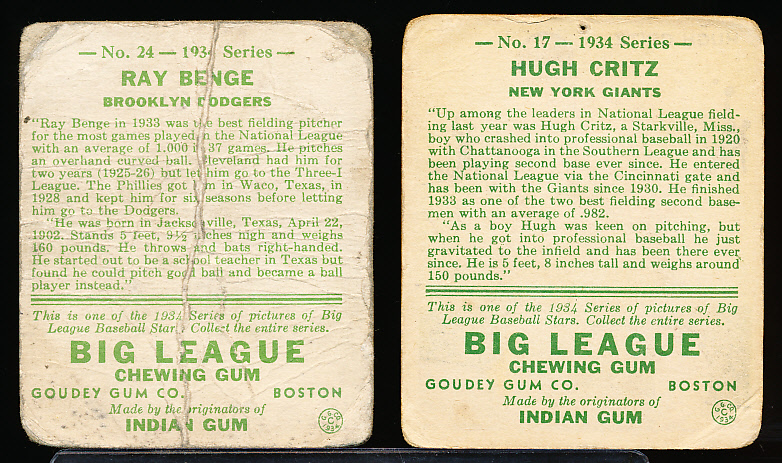 — No. 24 — 1934 Series —
RAY BENGE
BROOKLYN DODGERS
"Ray Benge in 1933 was the best fielding pitcher
for the most games played in the National League
with an average of 1.000 in 37 games. He pitches
an overhand curved ball. Cleveland had him for
two years (1925-26) but let him go to the Three-I
League. The Phillies got him in Waco, Texas, in
1928 and kept him for six seasons before letting
him go to the Dodgers.
"He was born in Jacksonville, Texas, April 22,
1902. Stands 5 feet, 9½ inches high and weighs
160 pounds. He throws and bats right-handed.
He started out to be a school teacher in Texas but
found he could pitch good ball and became a ball
player instead."
This is one of the 1934 Series of pictures of Big
League Baseball Stars. Collect the entire series.
BIG LEAGUE
CHEWING GUM
GOUDEY GUM CO. BOSTON
Made by the originators of
INDIAN GUM
— No. 17 — 1934 Series —
HUGH CRITZ
NEW YORK GIANTS
"Up among the leaders in National League field-
ing last year was Hugh Critz, a Starkville, Miss.,
boy who crashed into professional baseball in 1920
with Chattanooga in the Southern League and has
been playing second base ever since. He entered
the National League via the Cincinnati gate and
has been with the Giants since 1930. He finished
1933 as one of the two best fielding second base-
men with an average of .982.
"As a boy Hugh was keen on pitching, but
when he got into professional baseball he just
gravitated to the infield and has been there ever
since. He is 5 feet, 8 inches tall and weighs around
150 pounds."
This is one of the 1934 Series of pictures of Big
League Baseball Stars. Collect the entire series.
BIG LEAGUE
CHEWING GUM
GOUDEY GUM CO. BOSTON
Made by the originators of
INDIAN GUM